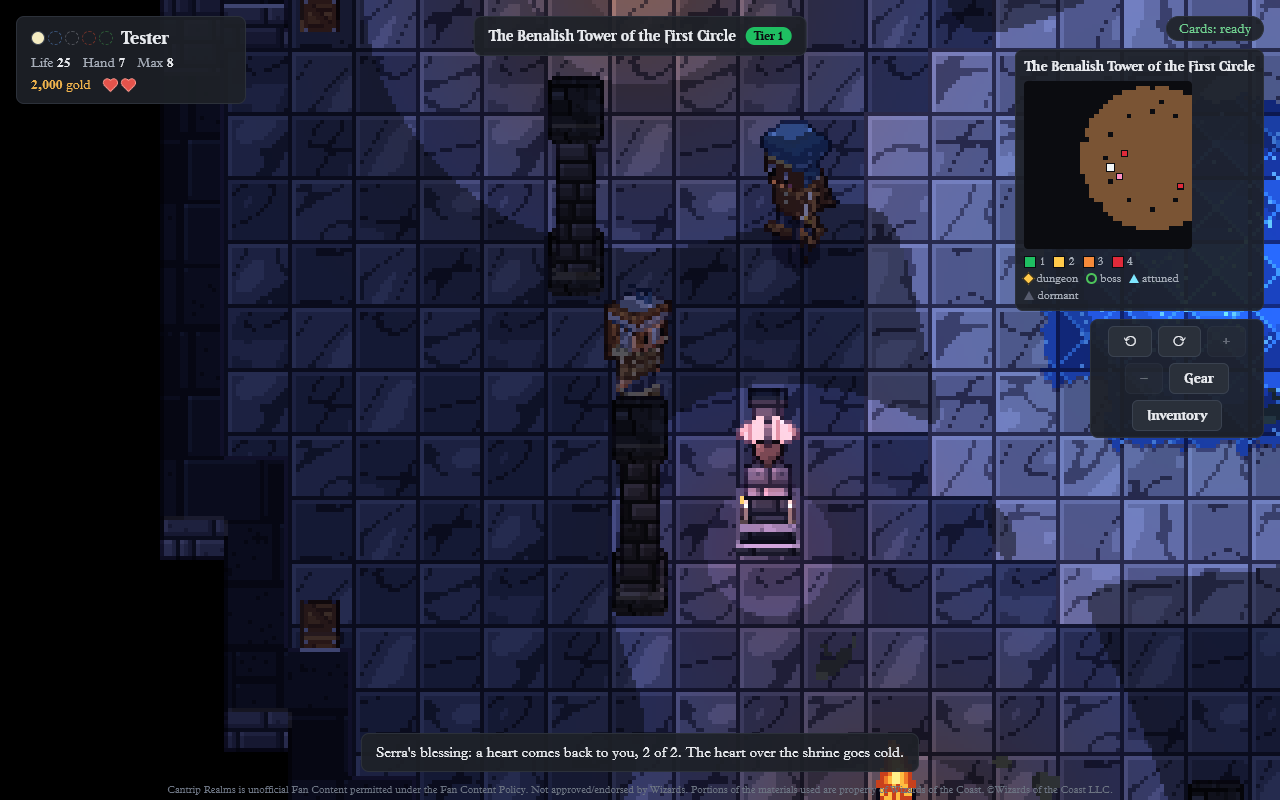 Tester
Life 25 Hand 7 Max 8
2,000 gold
The Benalish Tower of the First Circle Tier 1
Cards: ready
The Benalish Tower of the First Circle
1 2 3 4
dungeon boss attuned
dormant
+
− Gear
Inventory
Serra's blessing: a heart comes back to you, 2 of 2. The heart over the shrine goes cold.
Cantrip Realms is unofficial Fan Content permitted under the Fan Content Policy. Not approved/endorsed by Wizards. Portions of the materials used are property of Wizards of the Coast. ©Wizards of the Coast LLC.